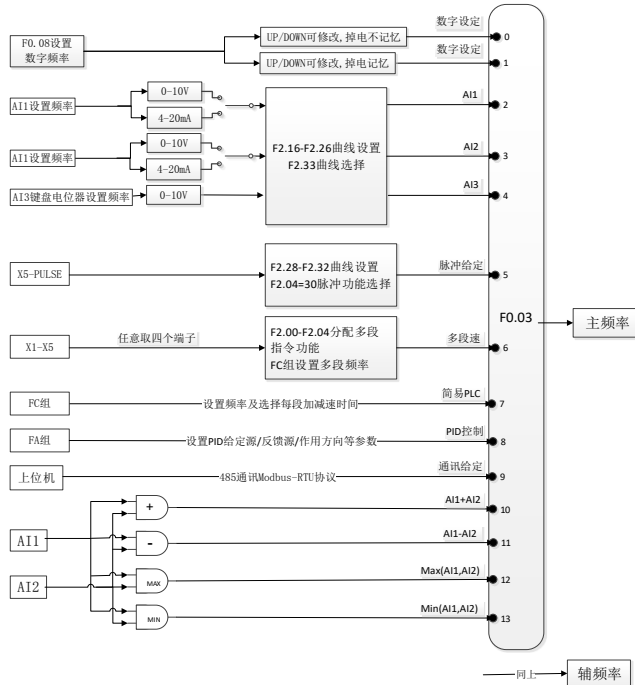 F0.08设置
数字频率
UP/DOWN可修改,掉电不记忆
数字设定
0
UP/DOWN可修改,掉电记忆
数字设定
1
AI1设置频率
0-10V
4-20mA
AI1
2
AI1设置频率
0-10V
4-20mA
F2.16-F2.26曲线设置
F2.33曲线选择
AI2
3
AI3键盘电位器设置频率
0-10V
AI3
4
X5-PULSE
F2.28-F2.32曲线设置
F2.04=30脉冲功能选择
脉冲给定
5
F0.03
主频率
X1-X5
任意取四个端子
F2.00-F2.04分配多段
指令功能
FC组设置多段频率
多段速
6
FC组
设置频率及选择每段加减速时间
简易PLC
7
FA组
设置PID给定源/反馈源/作用方向等参数
PID控制
8
上位机
485通讯Modbus-RTU协议
通讯给定
9
+
AI1+AI2
10
AI1
-
AI1-AI2
11
AI2
MAX
Max(AI1,AI2)
12
MIN
Min(AI1,AI2)
13
同上
辅频率